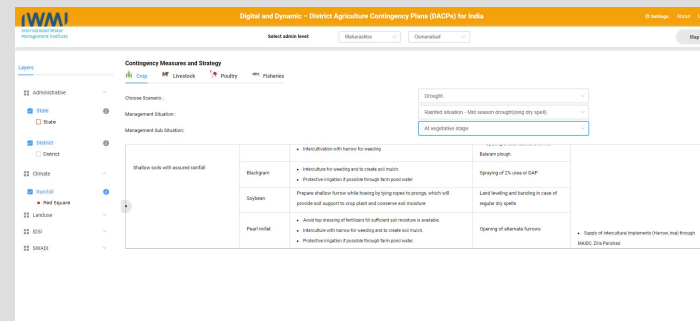 IWMI
International Water
Management Institute
Digital and Dynamic – District Agriculture Contingency Plans (DACPs) for India
Settings About
Select admin level:
Maharashtra
Osmanabad
Map
Layers
Administrative
State
State
District
District
Climate
Rainfall
Red Square
Landuse
IDSI
SWADI
Contingency Measures and Strategy
Crop Livestock Poultry Fisheries
Choose Scenario :
Drought
Management Situation :
Rainfed situation - Mid season drought(long dry spell)
Management Sub Situation:
At vegetative stage
Shallow soils with assured rainfall
Intercultivation with harrow for weeding
Balaram plough
Blackgram
Interculture for weeding and to create soil mulch.
Protective irrigation if possible through farm pond water.
Spraying of 2% urea or DAP
Soybean
Prepare shallow furrow while hoeing by tying ropes to prongs, which will
provide soil support to crop plant and conserve soil moisture
Land leveling and bunding in case of
regular dry spells
Pearl millet
Avoid top dressing of fertilizers till sufficient soil moisture is available.
Interculture with harrow for weeding and to create soil mulch.
Protective irrigation if possible through farm pond water.
Opening of alternate furrows.
Supply of intercultural implements (Harrow, hoe) through
MAIDC, Zilla Parishad